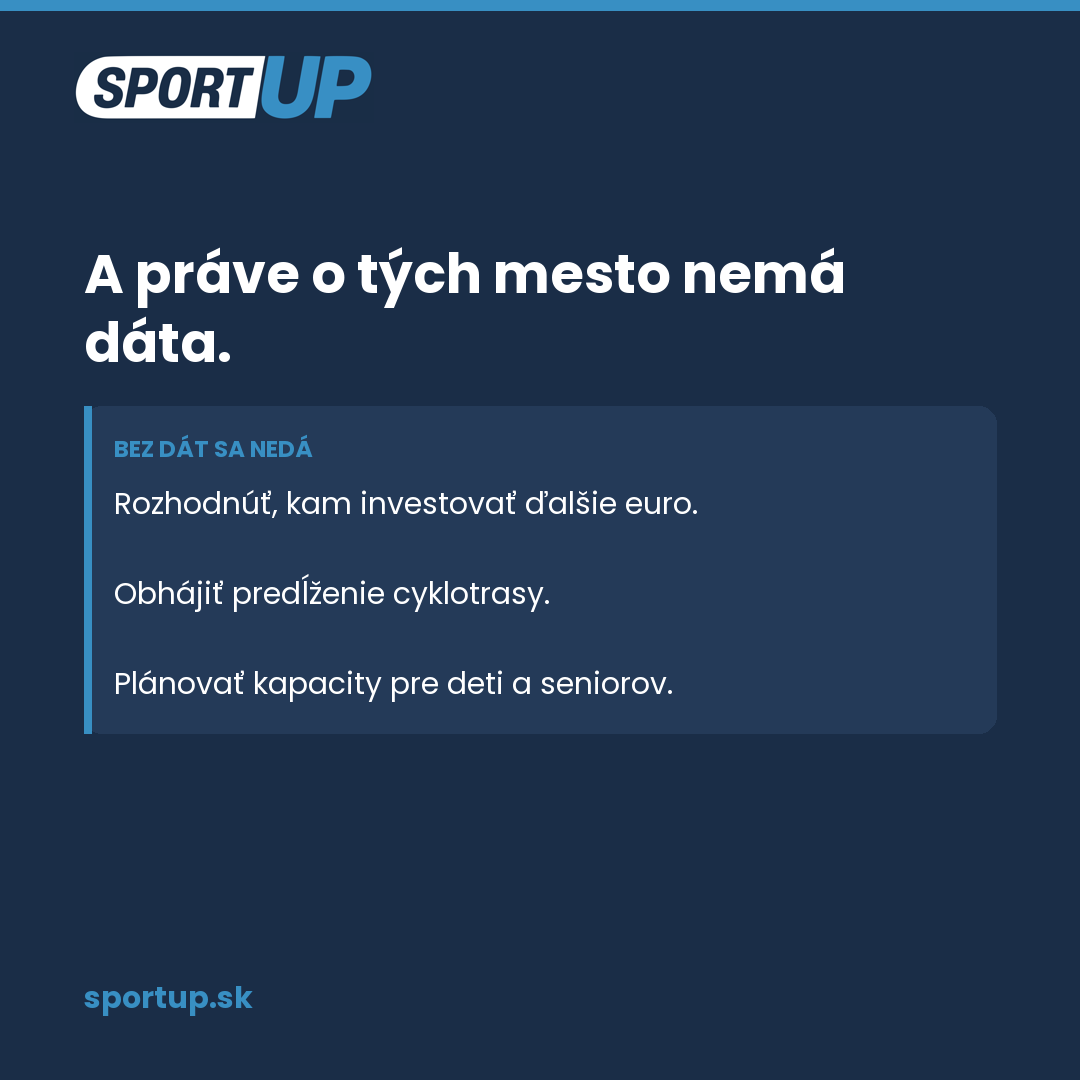 SPORTUP
A práve o tých mesto nemá
dáta.
BEZ DÁT SA NEDÁ
Rozhodnúť, kam investovať ďalšie euro.
Obhájiť predĺženie cyklotrasy.
Plánovať kapacity pre deti a seniorov.
sportup.sk